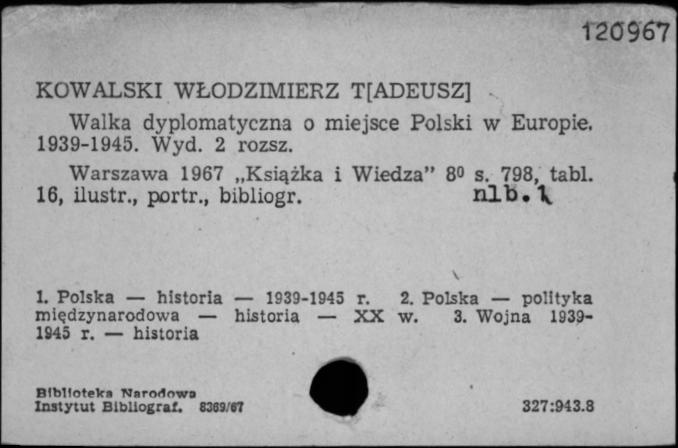 120967
KOWALSKI WŁODZIMIERZ T[ADEUSZ]
Walka dyplomatyczna o miejsce Polski w Europie.
1939-1945. Wyd. 2 rozsz.
Warszawa 1967 „Książka i Wiedza” 8⁰ s. 798, tabl.
16, ilustr., portr., bibliogr. nlb. 1
1. Polska — historia — 1939-1945 r. 2. Polska — polityka
międzynarodowa — historia — XX w. 3. Wojna 1939-
1945 r. — historia
Biblioteka Narodowa
Instytut Bibliograf. 8369/67 327:943.8